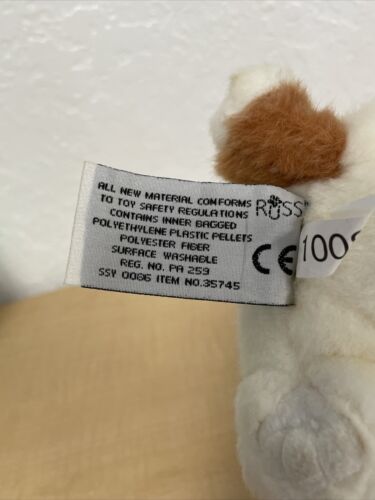 ALL NEW MATERIAL CONFORMS
TO TOY SAFETY REGULATIONS
CONTAINS INNER BAGGED
POLYETHYLENE PLASTIC PELLETS
POLYESTER FIBER
SURFACE WASHABLE
REG. NO. PA 259
SSY 0086 ITEM NO.35745
RUSS
CE